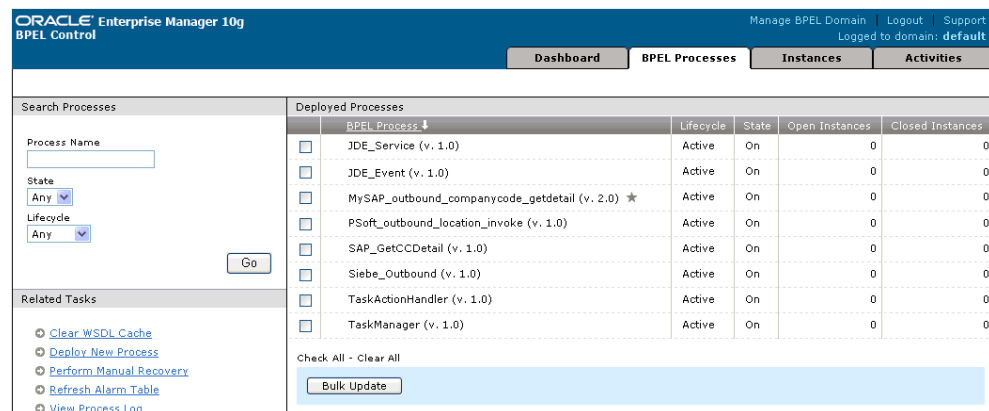 ORACLE Enterprise Manager 10g
BPEL Control
Manage BPEL Domain | Logout | Support
Logged to domain: default
Dashboard BPEL Processes Instances Activities
Search Processes
Process Name
State
Any
Lifecycle
Any
Go
Related Tasks
Clear WSDL Cache
Deploy New Process
Perform Manual Recovery
Refresh Alarm Table
View Process Log
Deployed Processes
BPEL Process Lifecycle State Open Instances Closed Instances
JDE_Service (v. 1.0) Active On 0 0
JDE_Event (v. 1.0) Active On 0 0
MySAP_outbound_companycode_getdetail (v. 2.0) Active On 0 0
PSoft_outbound_location_invoke (v. 1.0) Active On 0 0
SAP_GetCCDetail (v. 1.0) Active On 0 0
Siebe_Outbound (v. 1.0) Active On 0 0
TaskActionHandler (v. 1.0) Active On 0 0
TaskManager (v. 1.0) Active On 0 0
Check All - Clear All
Bulk Update